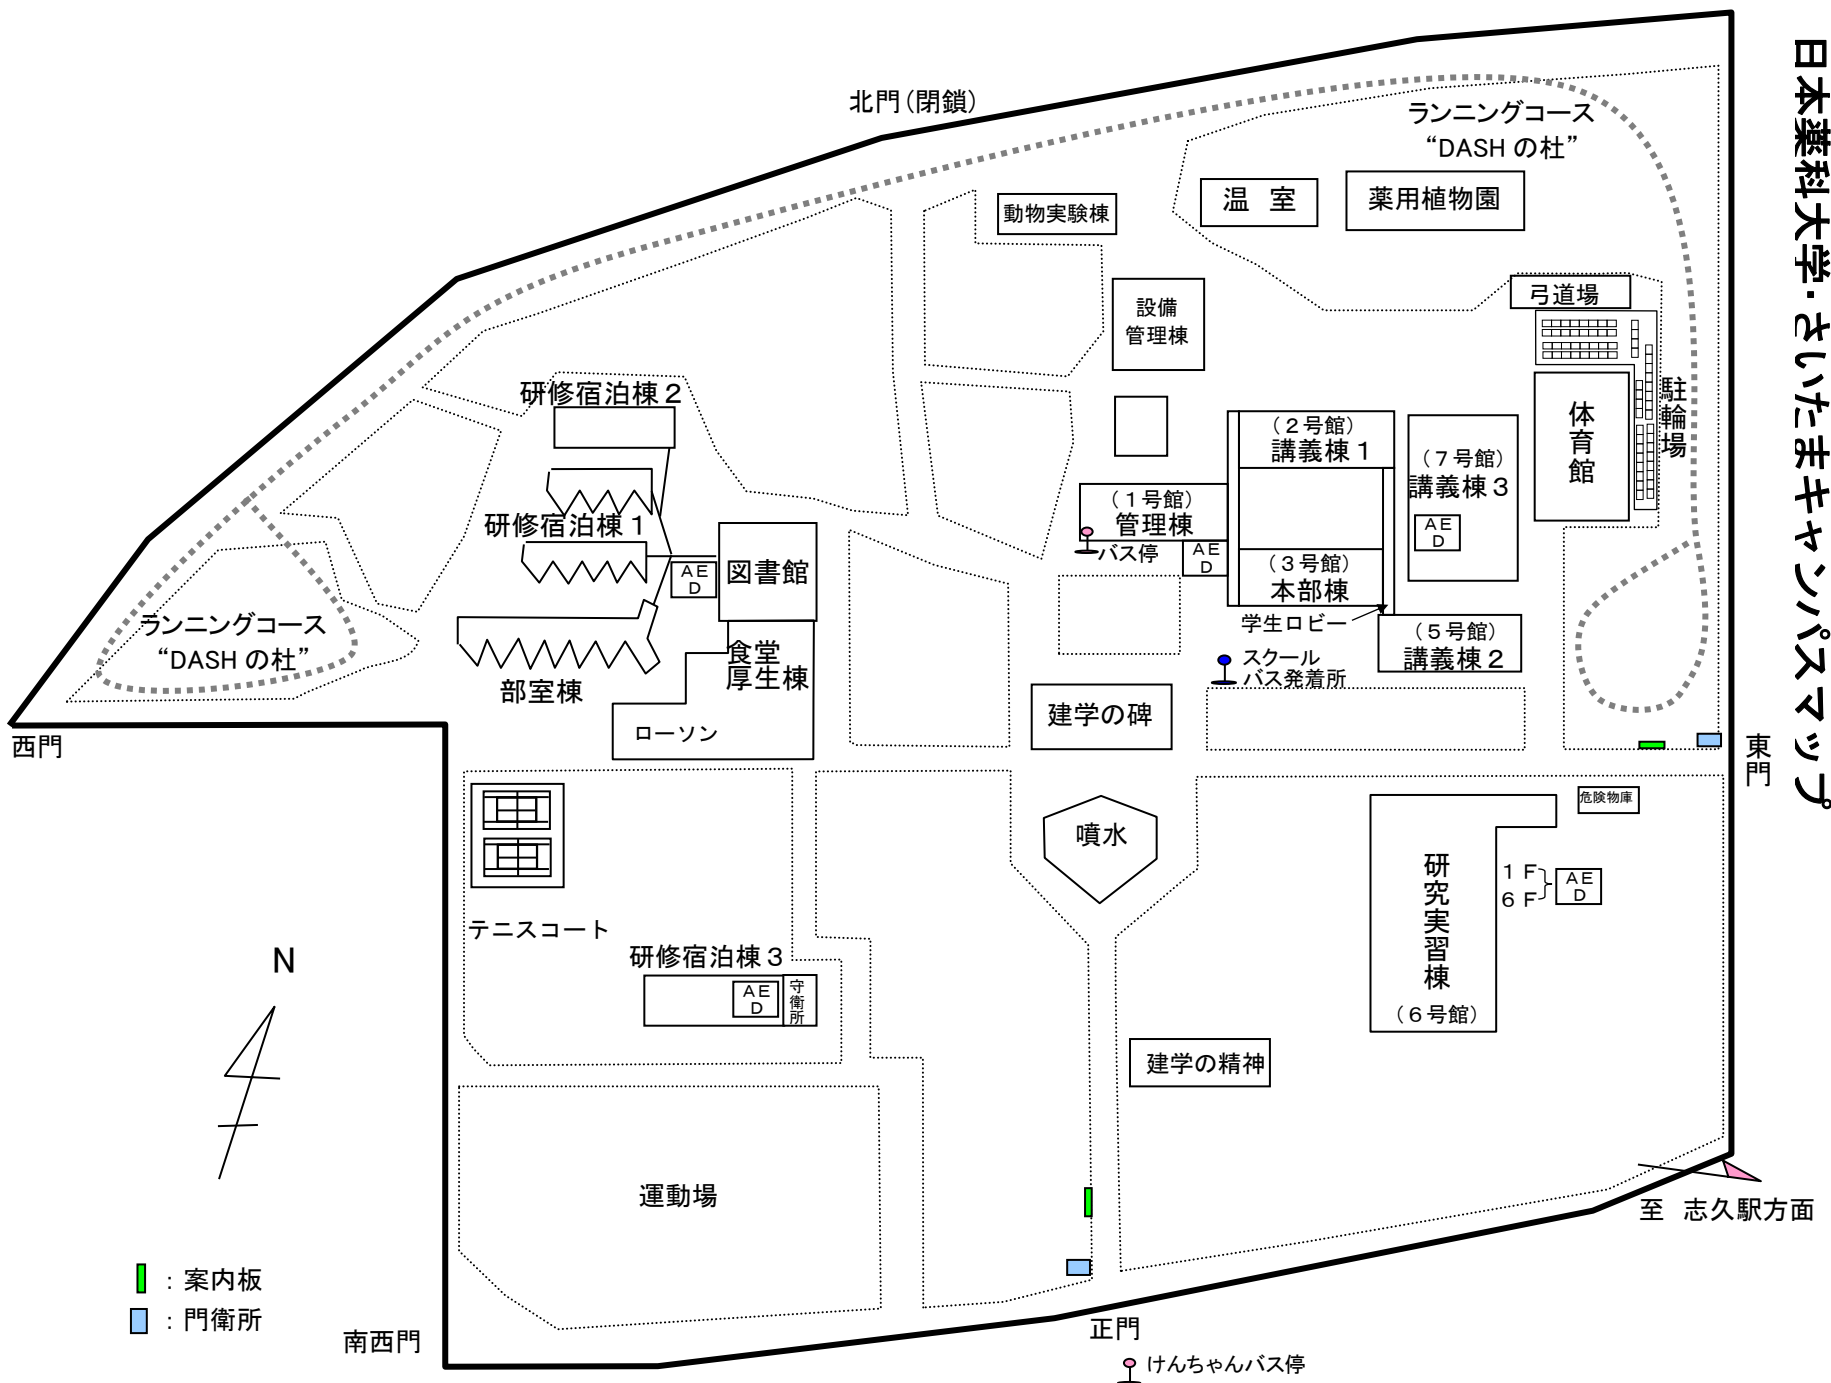 日本薬科大学・さいたまキャンパスマップ
北門（閉鎖）
ランニングコース
“DASHの杜”
動物実験棟
温　室
薬用植物園
設備
管理棟
弓道場
駐輪場
体育館
研修宿泊棟２
研修宿泊棟１
ＡＥ
Ｄ
図書館
食堂
厚生棟
ローソン
部室棟
ランニングコース
“DASHの杜”
西門
（２号館）
講義棟１
（７号館）
講義棟３
ＡＥ
Ｄ
（１号館）
管理棟
バス停
ＡＥ
Ｄ
（３号館）
本部棟
学生ロビー
（５号館）
講義棟２
スクール
バス発着所
建学の碑
東門
噴水
危険物庫
研究実習棟
（６号館）
１Ｆ
６Ｆ
ＡＥ
Ｄ
テニスコート
研修宿泊棟３
ＡＥ
Ｄ
守衛所
建学の精神
N
運動場
至　志久駅方面
：案内板
：門衛所
南西門
正門
けんちゃんバス停